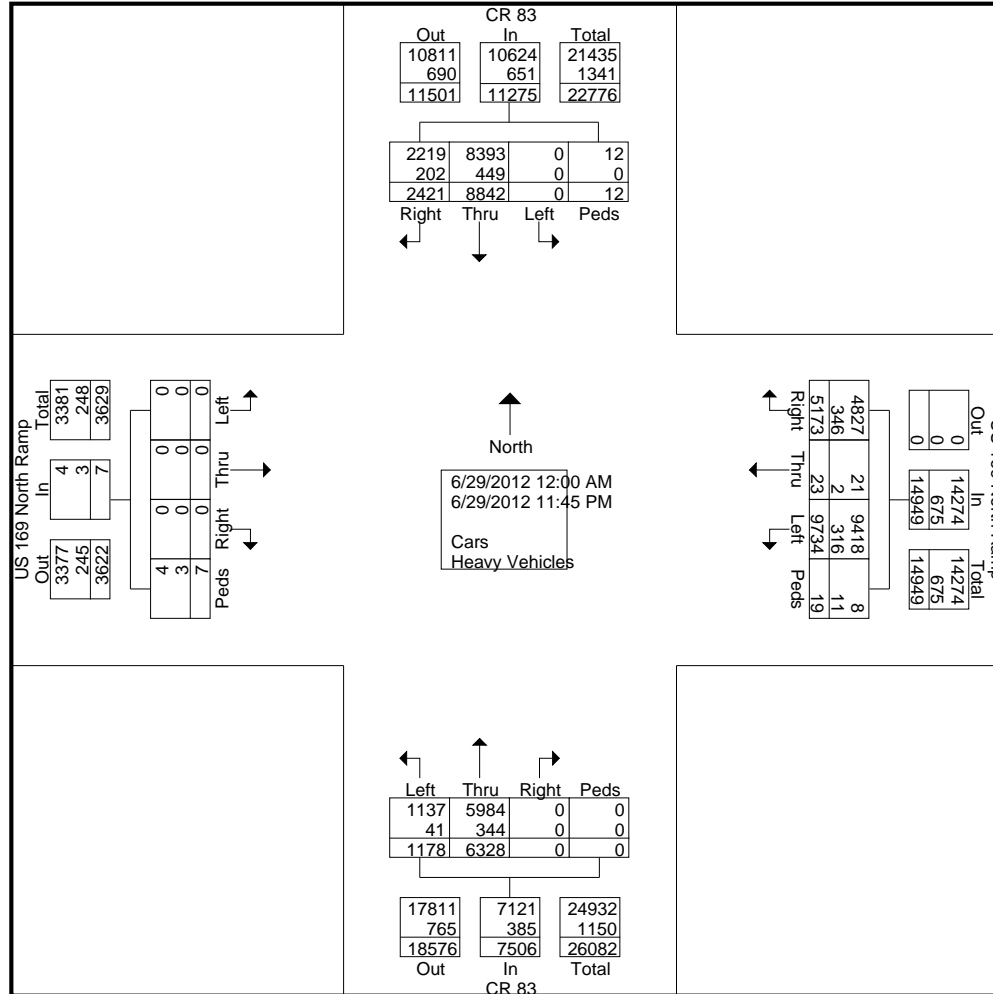 CR 83
Out In Total
10811 10624 21435
690 651 1341
11501 11275 22776
2219 8393 0 12
202 449 0 0
2421 8842 0 12
Right Thru Left Peds
US 169 North Ramp
Total In Out
3381 4 3377
248 3 245
3629 7 3622
0 0 0 4
0 0 0 3
0 0 0 7
Left Thru Right Peds
North
6/29/2012 12:00 AM
6/29/2012 11:45 PM
Cars
Heavy Vehicles
Right Thru Left Peds
5173 23 9734 19
346 2 316 11
4827 21 9418 8
0 14949 14949
0 675 675
0 14274 14274
Out In Total
Left Thru Right Peds
1137 5984 0 0
41 344 0 0
1178 6328 0 0
17811 7121 24932
765 385 1150
18576 7506 26082
Out In Total
CR 83